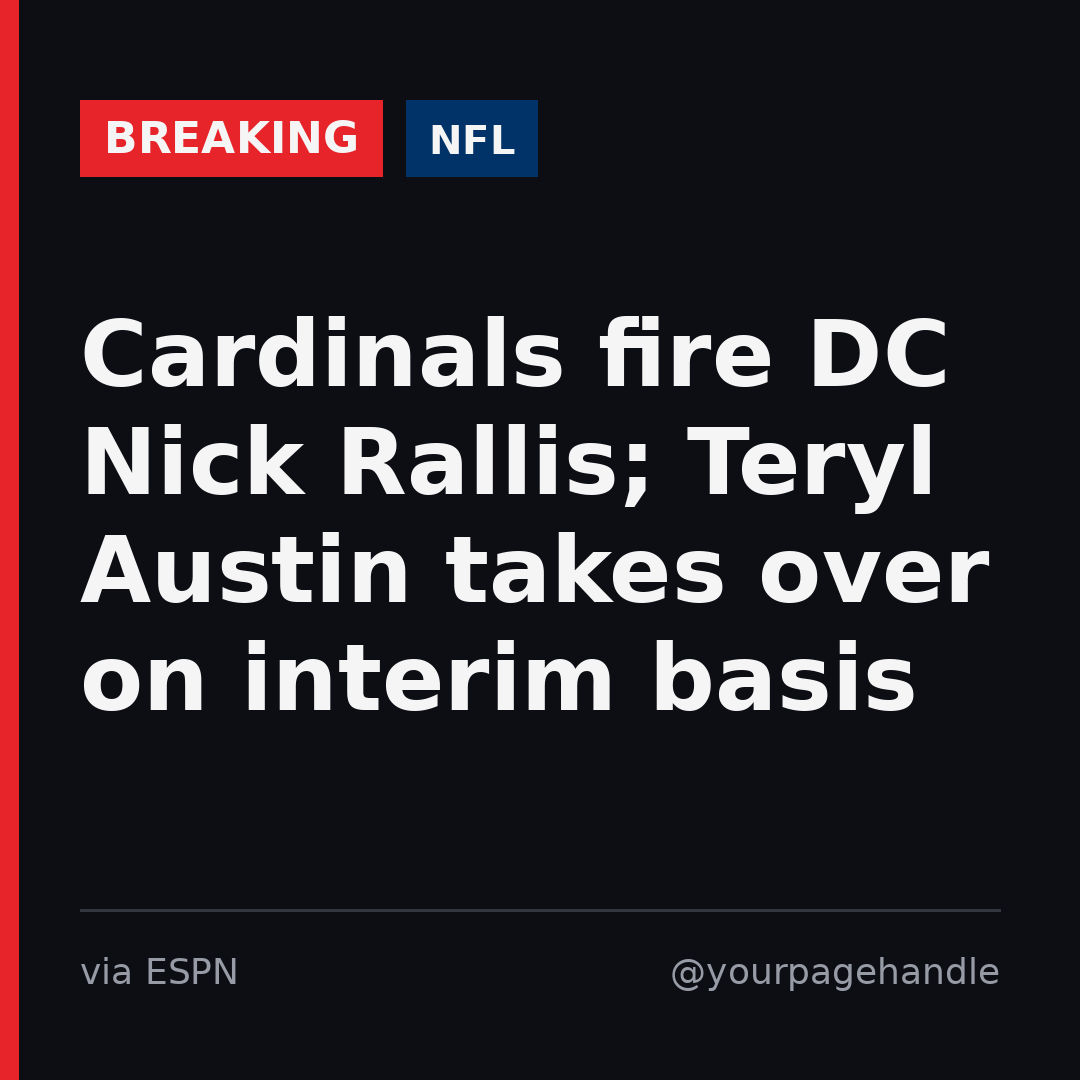 BREAKING NFL
Cardinals fire DC
Nick Rallis; Teryl
Austin takes over
on interim basis
via ESPN @yourpagehandle